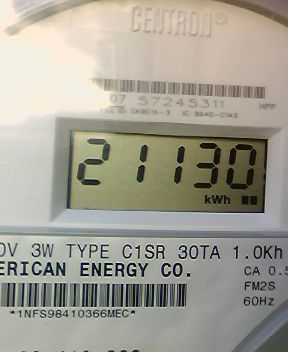 CENTRON®
07 57245311
21130
kWh
0V 3W TYPE C1SR 30TA 1.0Kh
ERICAN ENERGY CO.
CA 0.5
FM2S
60Hz
*1NFS98410366MEC*